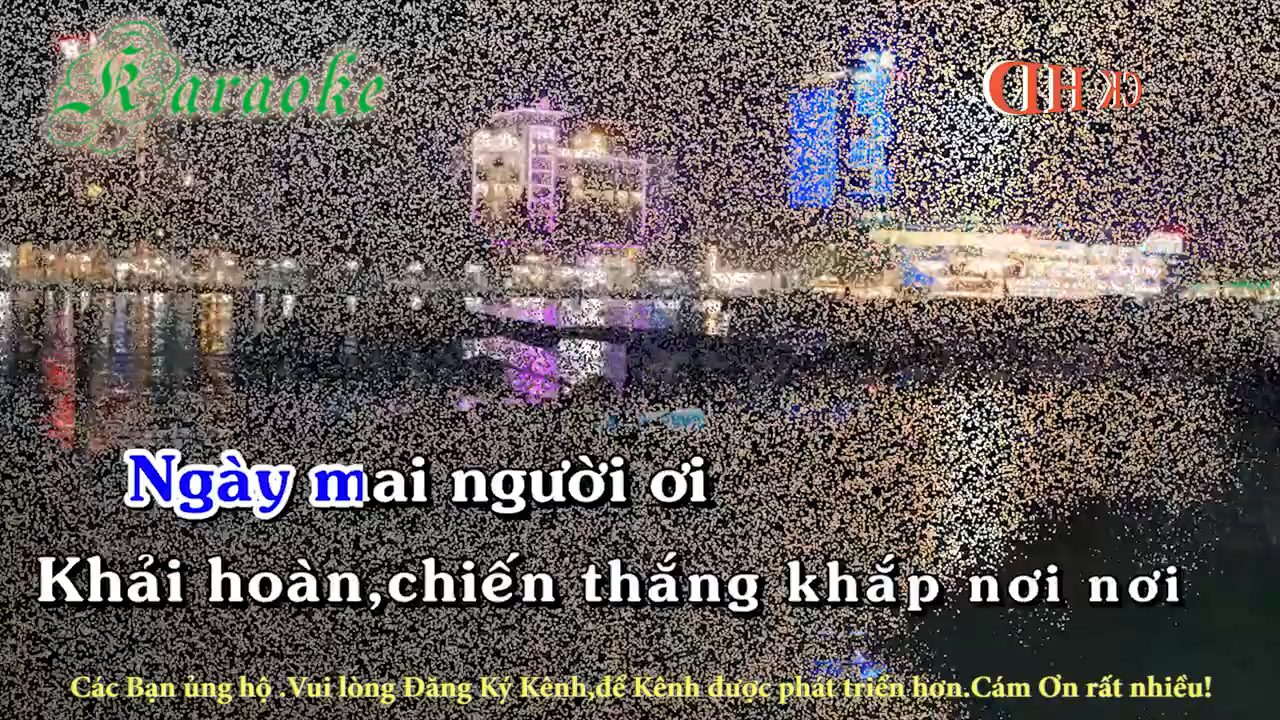 Karaoke
CK HD
Ngày mai người ơi
Khải hoàn,chiến thắng khắp nơi nơi
Các Bạn ủng hộ .Vui lòng Đăng Ký Kênh,để Kênh được phát triển hơn.Cám Ơn rất nhiều!